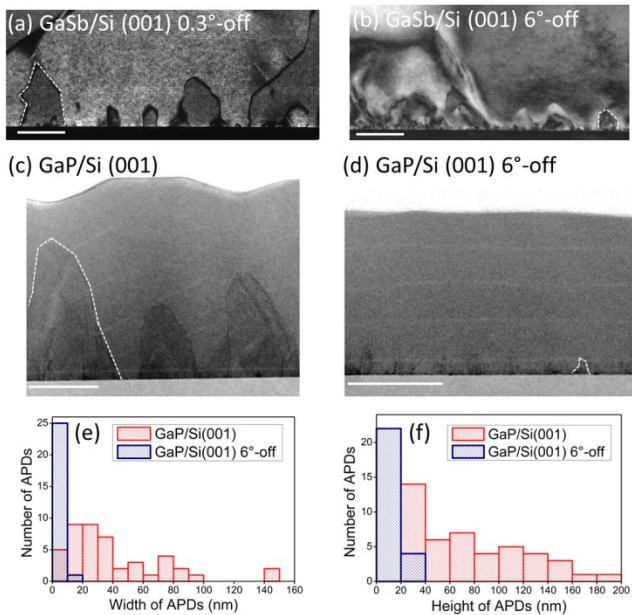 (a) GaSb/Si (001) 0.3°-off
(b) GaSb/Si (001) 6°-off
(c) GaP/Si (001)
(d) GaP/Si (001) 6°-off
(e)
GaP/Si(001)
GaP/Si(001) 6°-off
Number of APDs
25
20
15
10
5
0
0 20 40 60 80 100 120 140 160
Width of APDs (nm)
(f)
GaP/Si(001)
GaP/Si(001) 6°-off
Number of APDs
20
15
10
5
0
0 20 40 60 80 100 120 140 160 180 200
Height of APDs (nm)